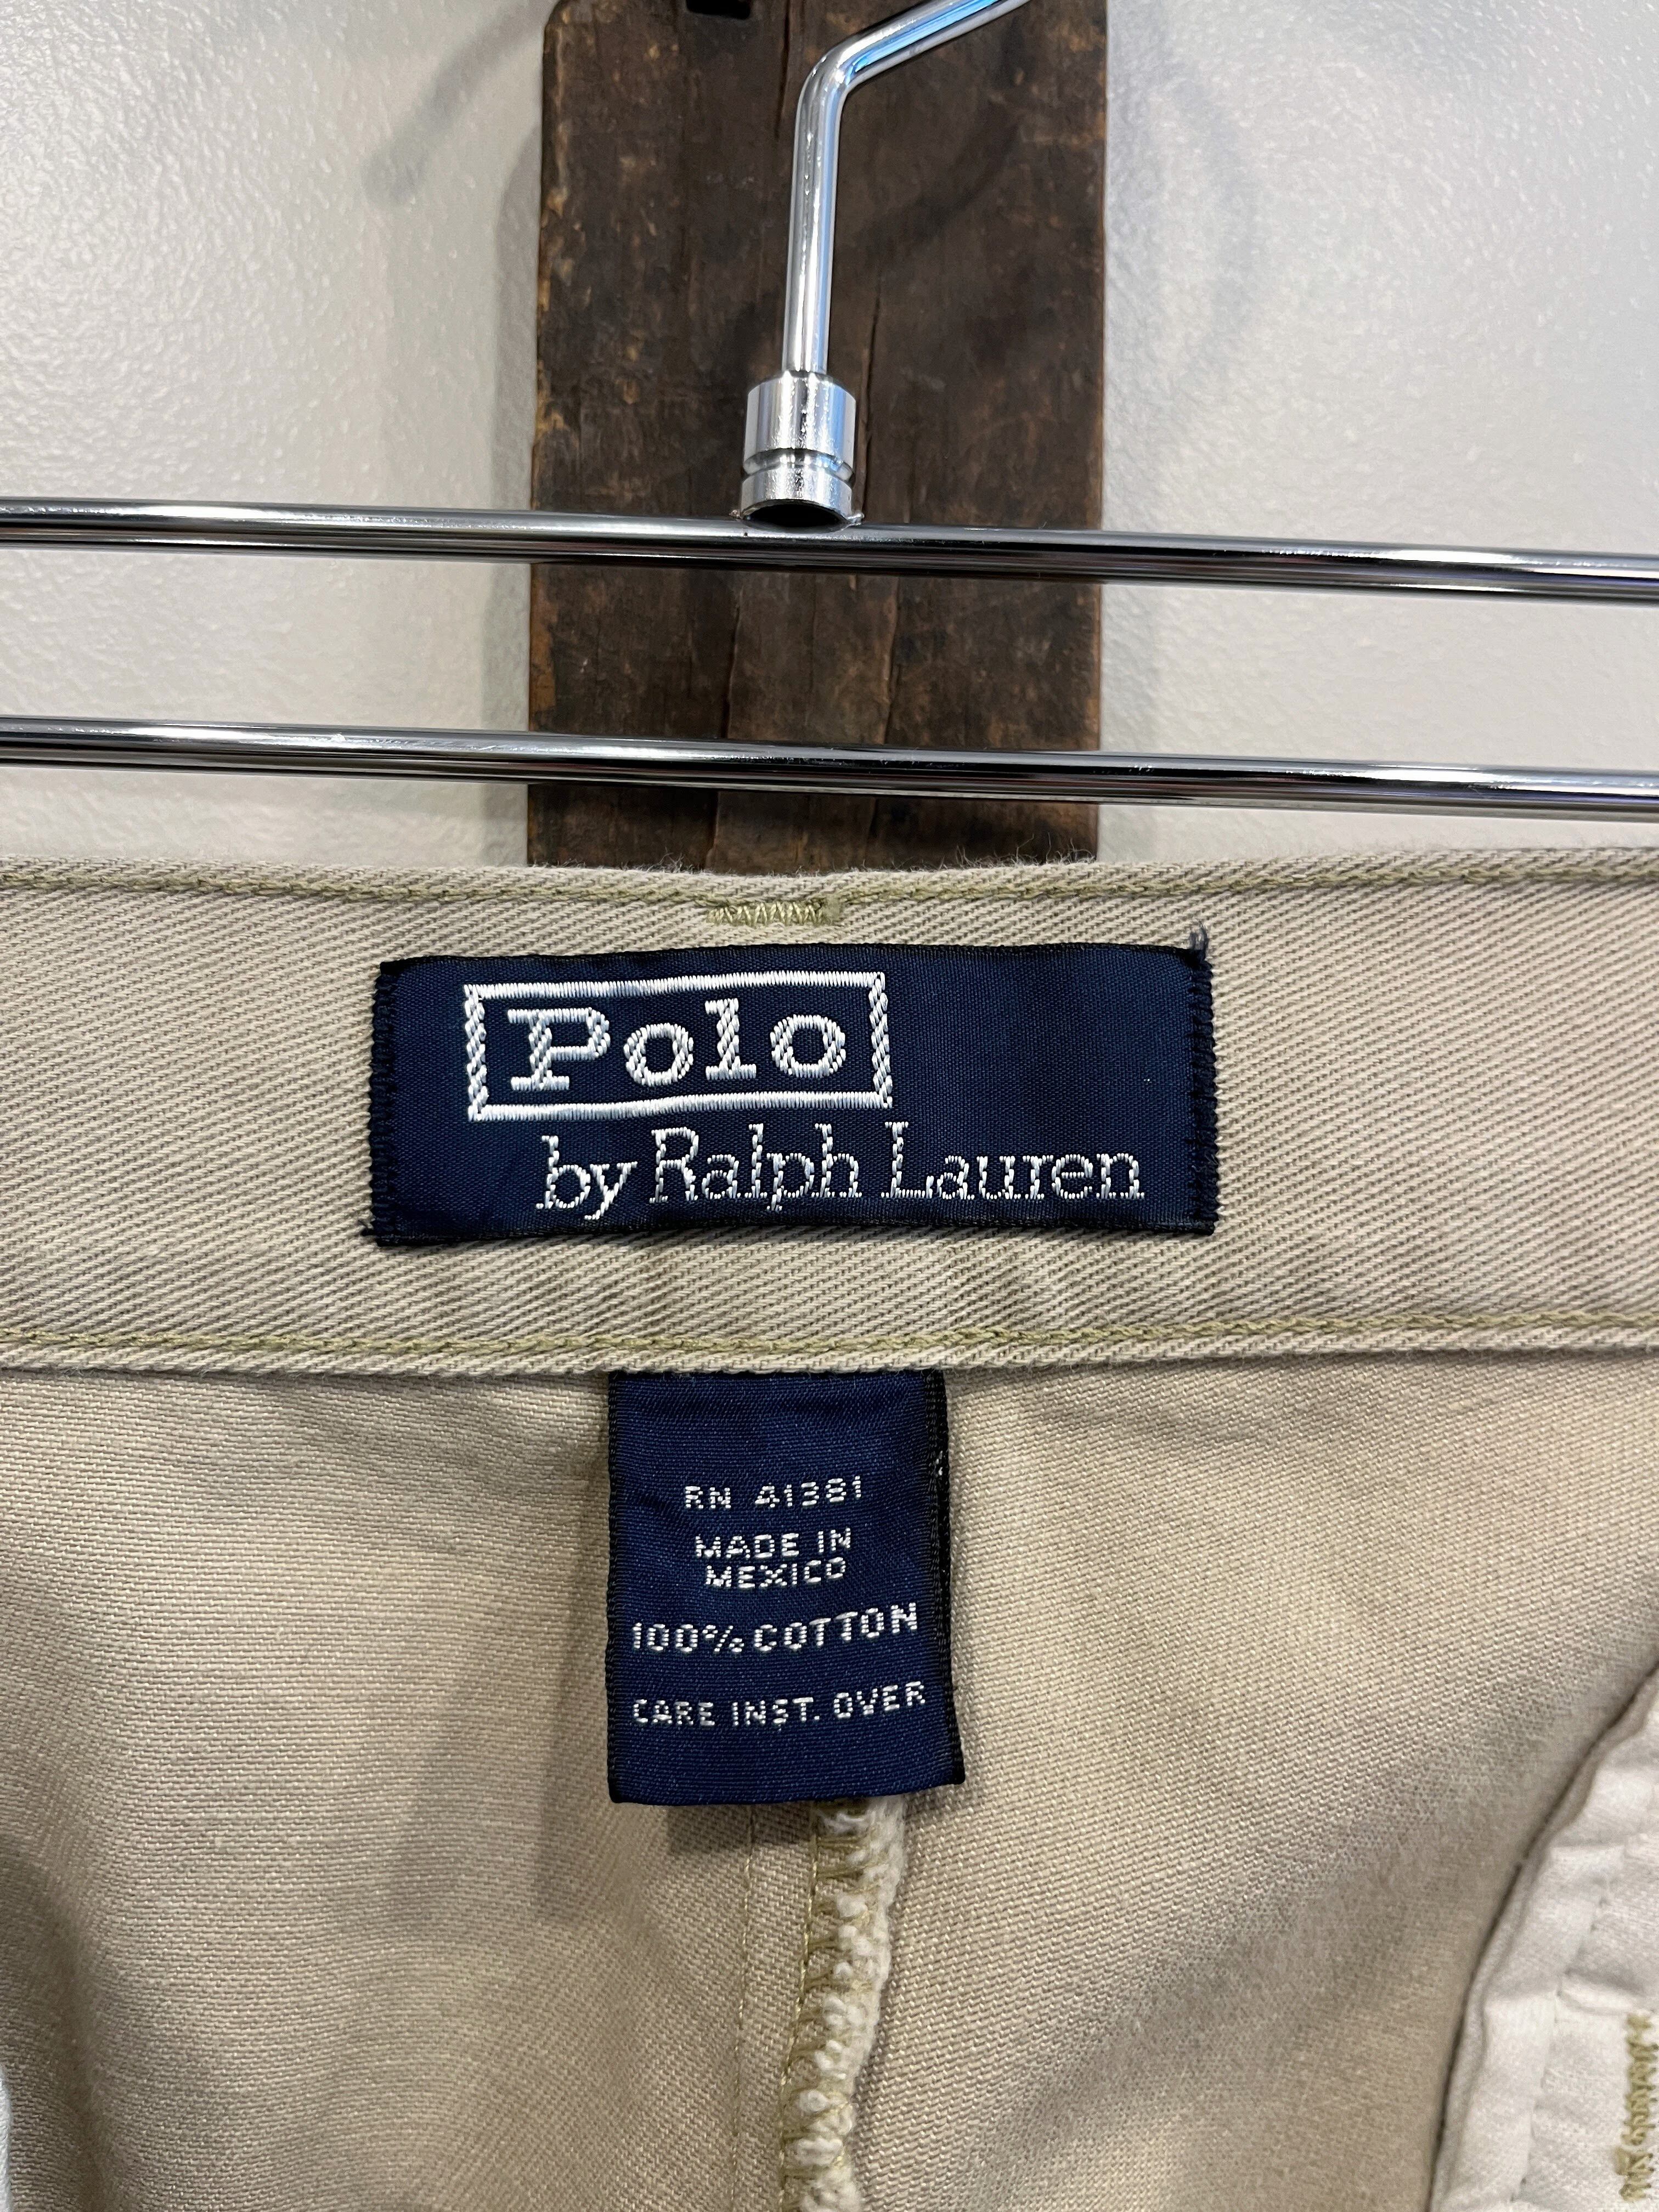 Polo
by Ralph Lauren
RN 41381
MADE IN
MEXICO
100% COTTON
CARE INST. OVER